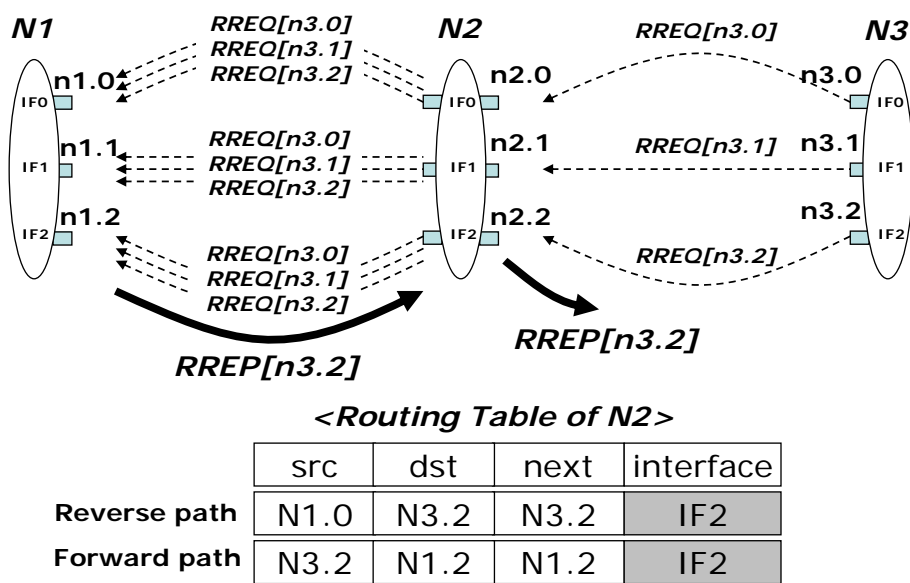 N1
RREQ[n3.0]
RREQ[n3.1]
RREQ[n3.2]
N2
RREQ[n3.0]
N3
n1.0
n2.0
n3.0
IF0
IF0
IF0
n1.1
RREQ[n3.0]
RREQ[n3.1]
RREQ[n3.2]
n2.1
RREQ[n3.1]
n3.1
IF1
IF1
IF1
n1.2
n2.2
n3.2
IF2
IF2
IF2
RREQ[n3.0]
RREQ[n3.1]
RREQ[n3.2]
RREQ[n3.2]
RREP[n3.2]
RREP[n3.2]
<Routing Table of N2>
src dst next interface
Reverse path N1.0 N3.2 N3.2 IF2
Forward path N3.2 N1.2 N1.2 IF2